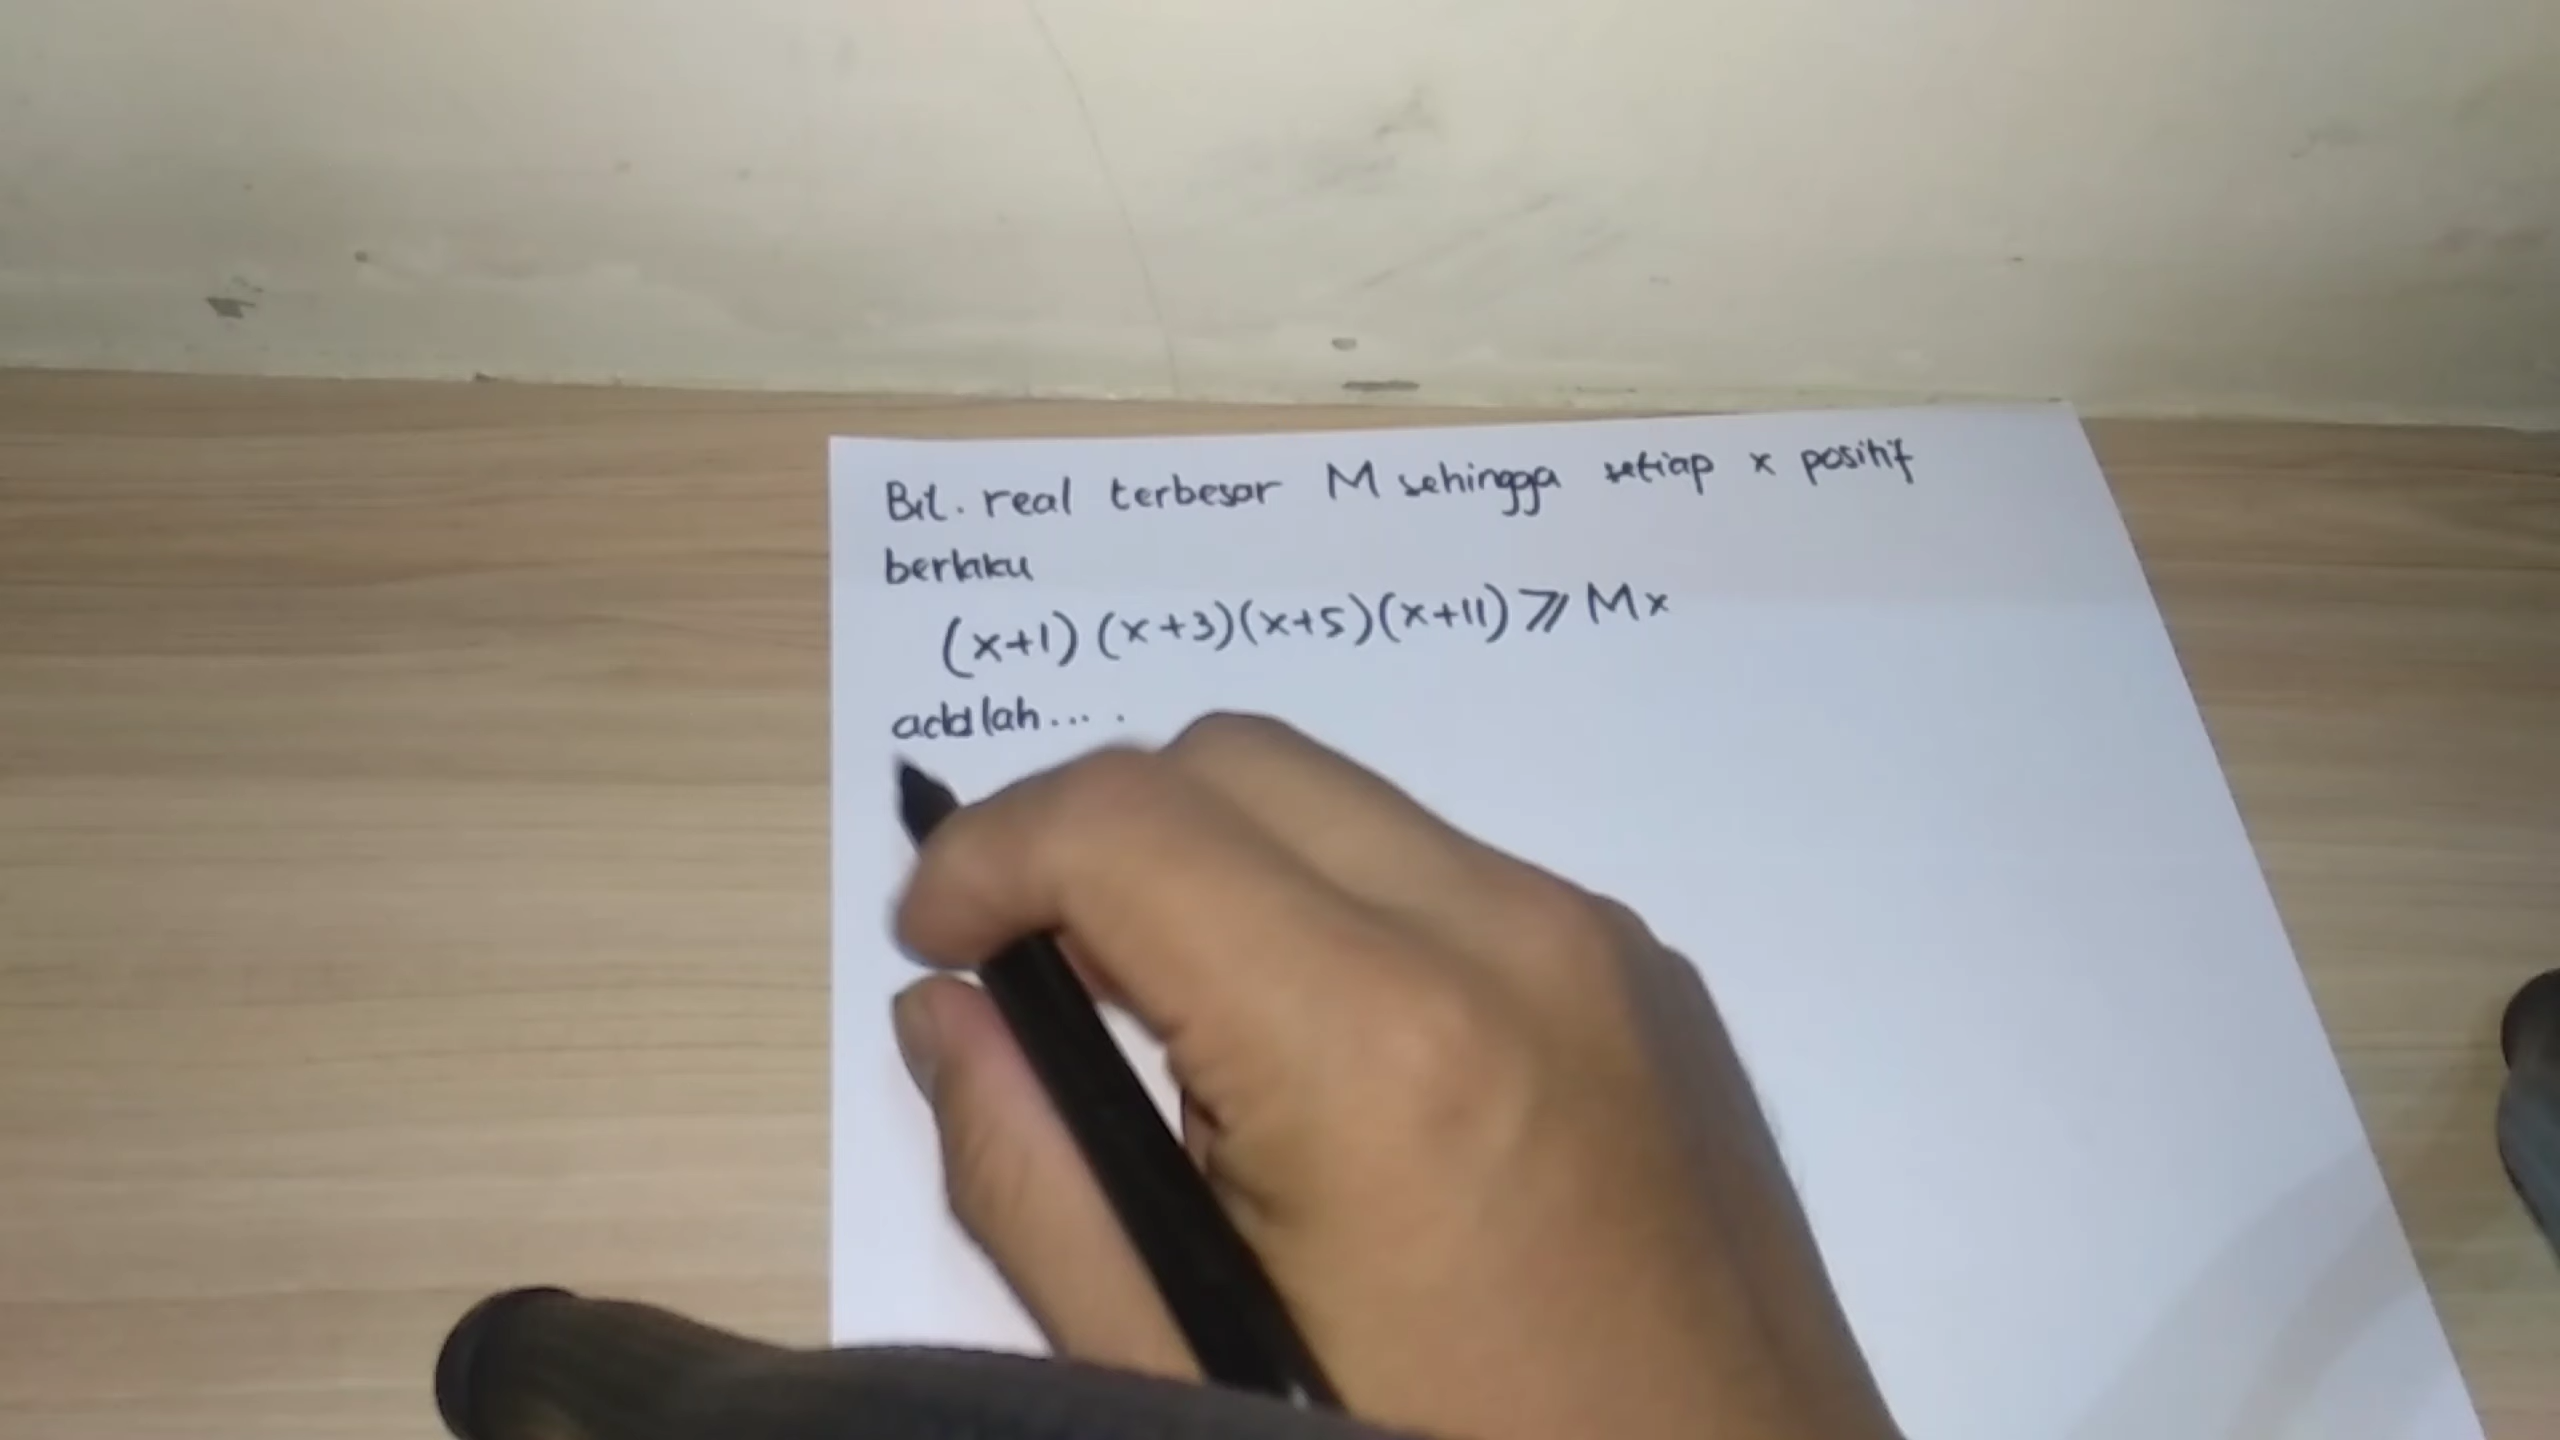 Bil. real terbesar M sehingga setiap x positif
berlaku
(x+1) (x+3)(x+5)(x+11) ⩾ Mx
adalah... .